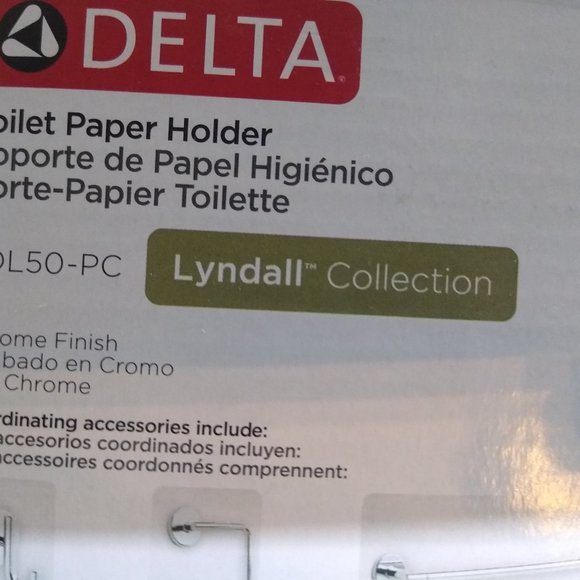 DELTA
oilet Paper Holder
oporte de Papel Higiénico
orte-Papier Toilette
DL50-PC
Lyndall™ Collection
ome Finish
bado en Cromo
Chrome
rdinating accessories include:
accesorios coordinados incluyen:
accessoires coordonnés comprennent: